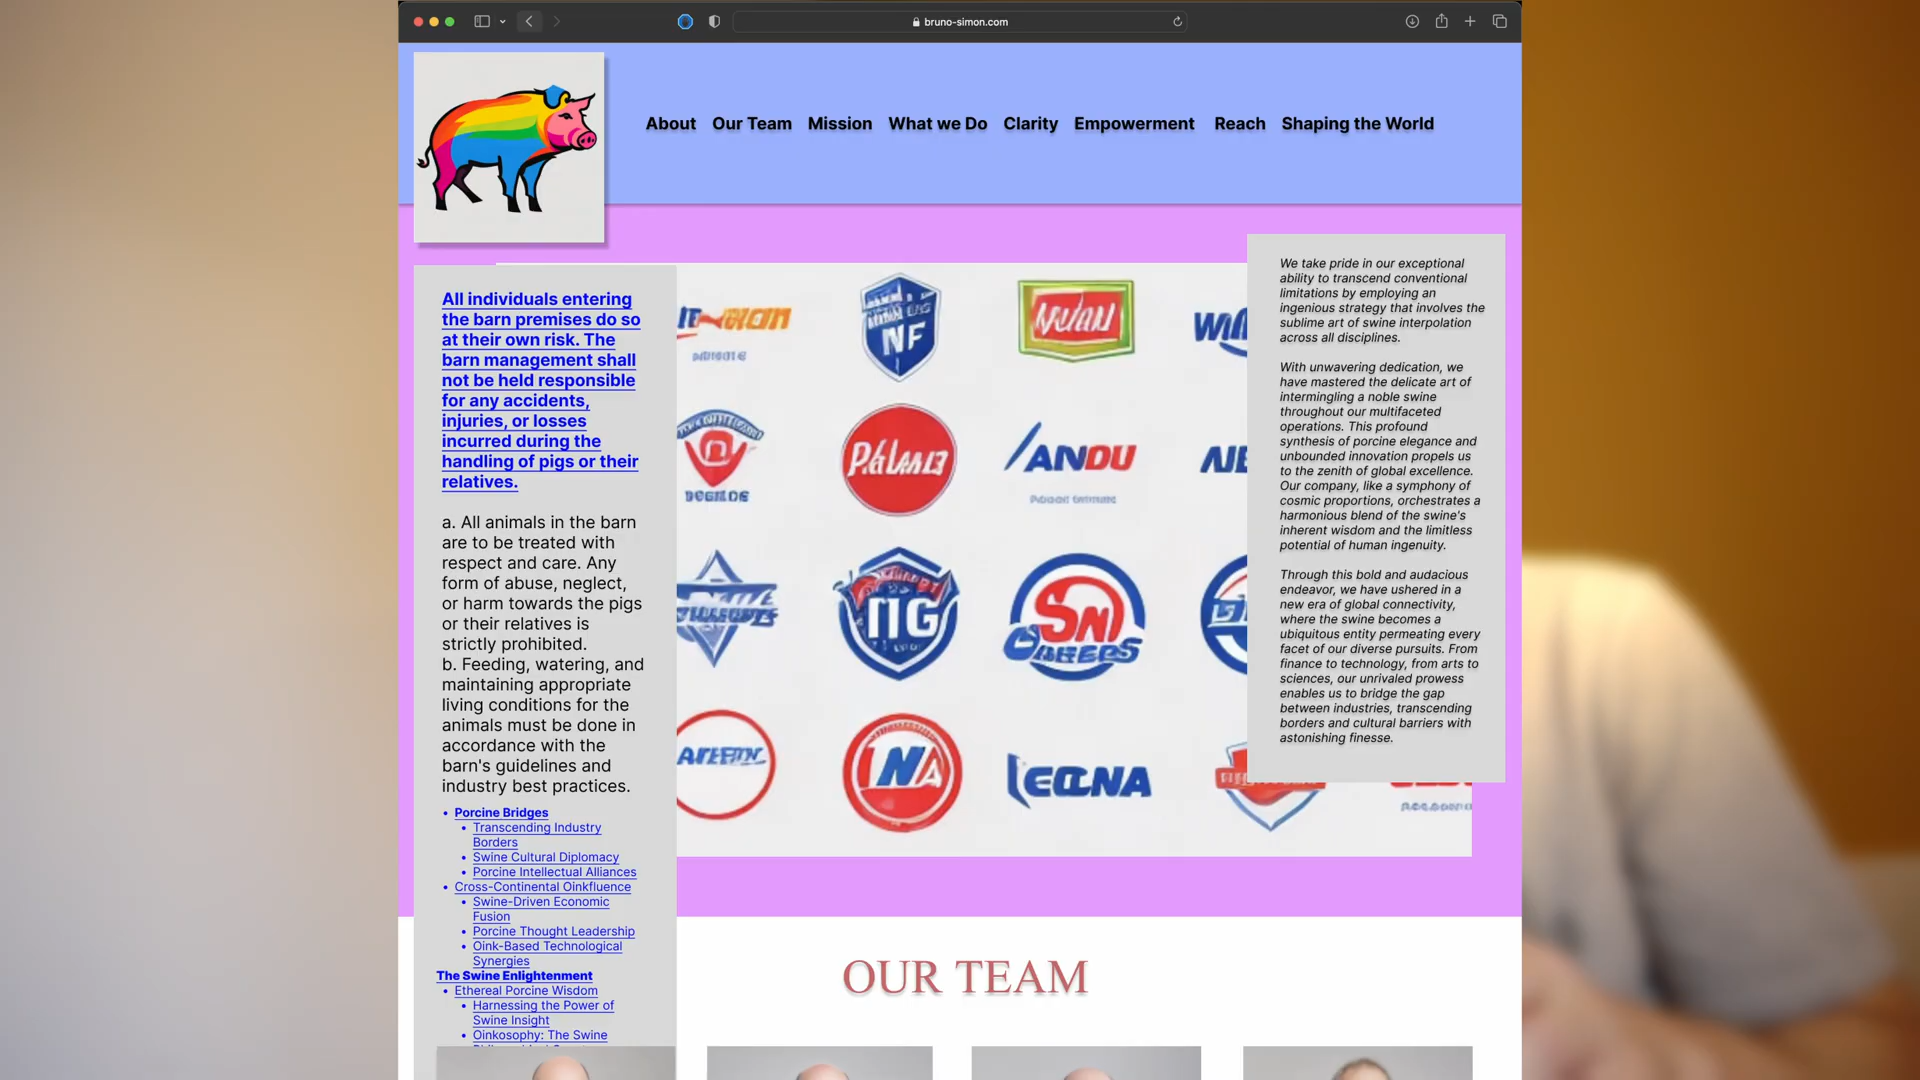 bruno-simon.com
About Our Team Mission What we Do Clarity Empowerment Reach Shaping the World
All individuals entering
the barn premises do so
at their own risk. The
barn management shall
not be held responsible
for any accidents,
injuries, or losses
incurred during the
handling of pigs or their
relatives.
a. All animals in the barn
are to be treated with
respect and care. Any
form of abuse, neglect,
or harm towards the pigs
or their relatives is
strictly prohibited.
b. Feeding, watering, and
maintaining appropriate
living conditions for the
animals must be done in
accordance with the
barn's guidelines and
industry best practices.
• Porcine Bridges
• Transcending Industry
Borders
• Swine Cultural Diplomacy
• Porcine Intellectual Alliances
• Cross-Continental Oinkfluence
• Swine-Driven Economic
Fusion
• Porcine Thought Leadership
• Oink-Based Technological
Synergies
The Swine Enlightenment
• Ethereal Porcine Wisdom
• Harnessing the Power of
Swine Insight
• Oinkosophy: The Swine
NF
ANDU
ITG
SN
NA
We take pride in our exceptional
ability to transcend conventional
limitations by employing an
ingenious strategy that involves the
sublime art of swine interpolation
across all disciplines.
With unwavering dedication, we
have mastered the delicate art of
intermingling a noble swine
throughout our multifaceted
operations. This profound
synthesis of porcine elegance and
unbounded innovation propels us
to the zenith of global excellence.
Our company, like a symphony of
cosmic proportions, orchestrates a
harmonious blend of the swine's
inherent wisdom and the limitless
potential of human ingenuity.
Through this bold and audacious
endeavor, we have ushered in a
new era of global connectivity,
where the swine becomes a
ubiquitous entity permeating every
facet of our diverse pursuits. From
finance to technology, from arts to
sciences, our unrivaled prowess
enables us to bridge the gap
between industries, transcending
borders and cultural barriers with
astonishing finesse.
OUR TEAM